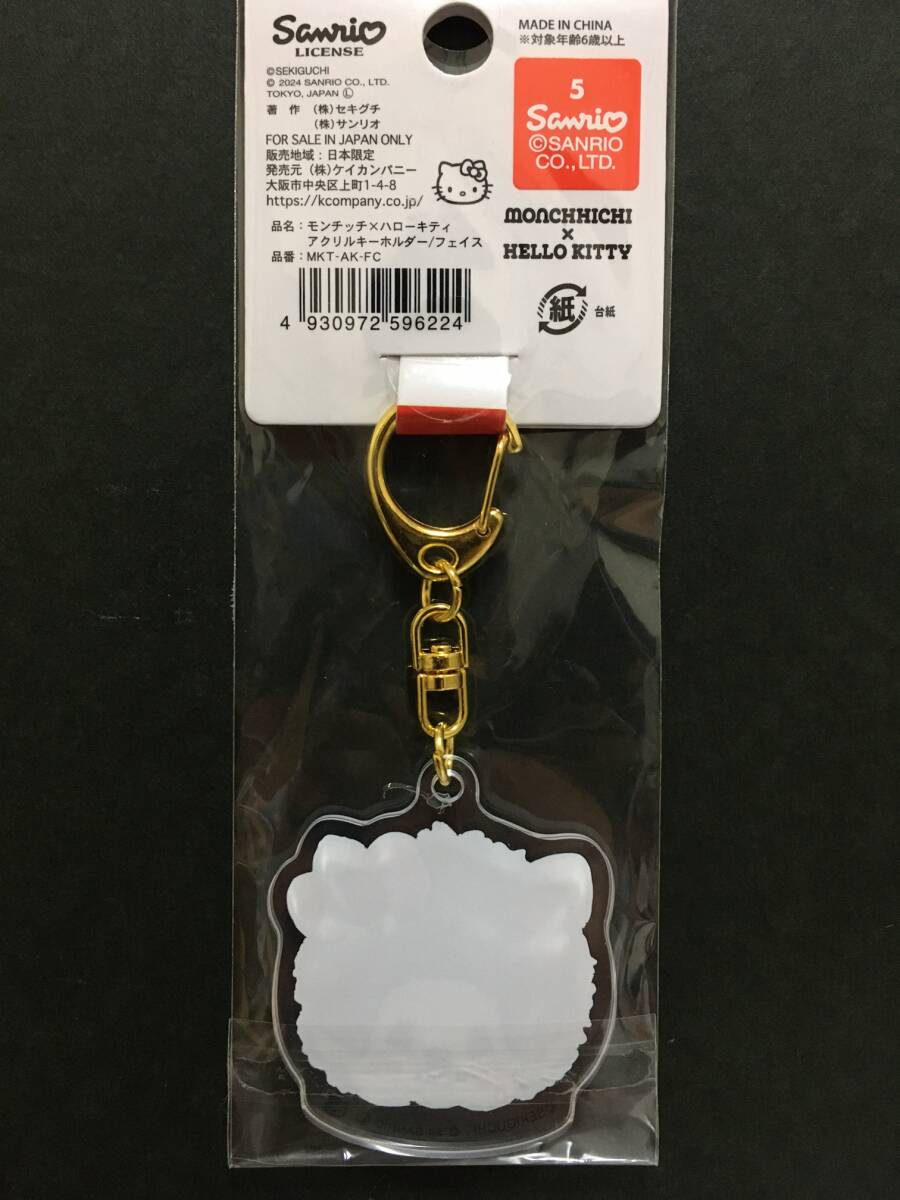 Sanrio
LICENSE
©SEKIGUCHI
© 2024 SANRIO CO., LTD.
TOKYO, JAPAN Ⓛ
著 作 (株)セキグチ
(株)サンリオ
FOR SALE IN JAPAN ONLY
販売地域:日本限定
発売元 (株)ケイカンパニー
大阪市中央区上町1-4-8
https://kcompany.co.jp/
品名:モンチッチ×ハローキティ
アクリルキーホルダー/フェイス
品番:MKT-AK-FC
4 930972 596224
MADE IN CHINA
※対象年齢6歳以上
5
Sanrio
©SANRIO
CO.,LTD.
MONCHHICHI
×
HELLO KITTY
紙 台紙